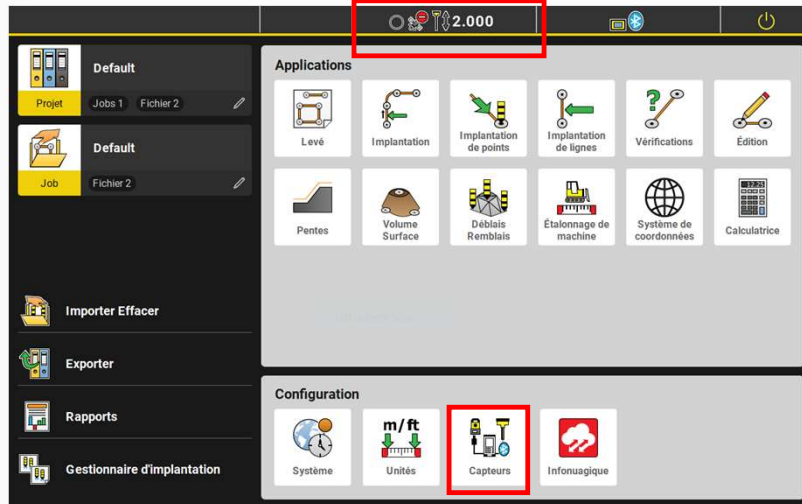 2.000
Default
Projet
Jobs 1
Fichier 2
Default
Job
Fichier 2
Importer Effacer
Exporter
Rapports
Gestionnaire d'implantation
Applications
Levé
Implantation
Implantation
de points
Implantation
de lignes
Vérifications
Édition
Pentes
Volume
Surface
Déblais
Remblais
Étalonnage de
machine
Système de
coordonnées
Calculatrice
Configuration
Système
m/ft
Unités
Capteurs
Infonuagique